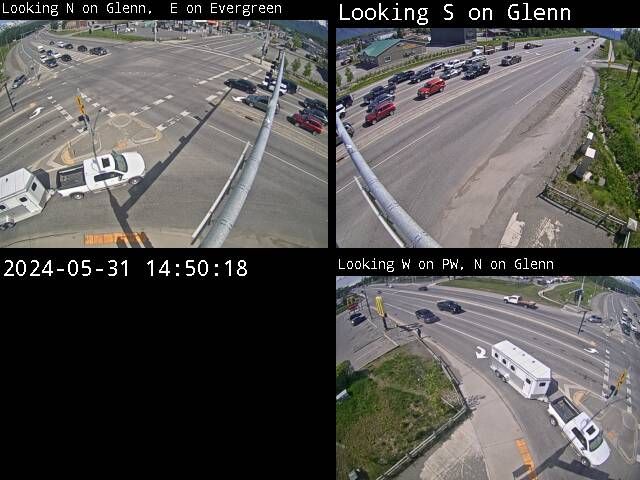 Looking N on Glenn, E on Evergreen
Looking S on Glenn
2024-05-31 14:50:18
Looking W on PW, N on Glenn